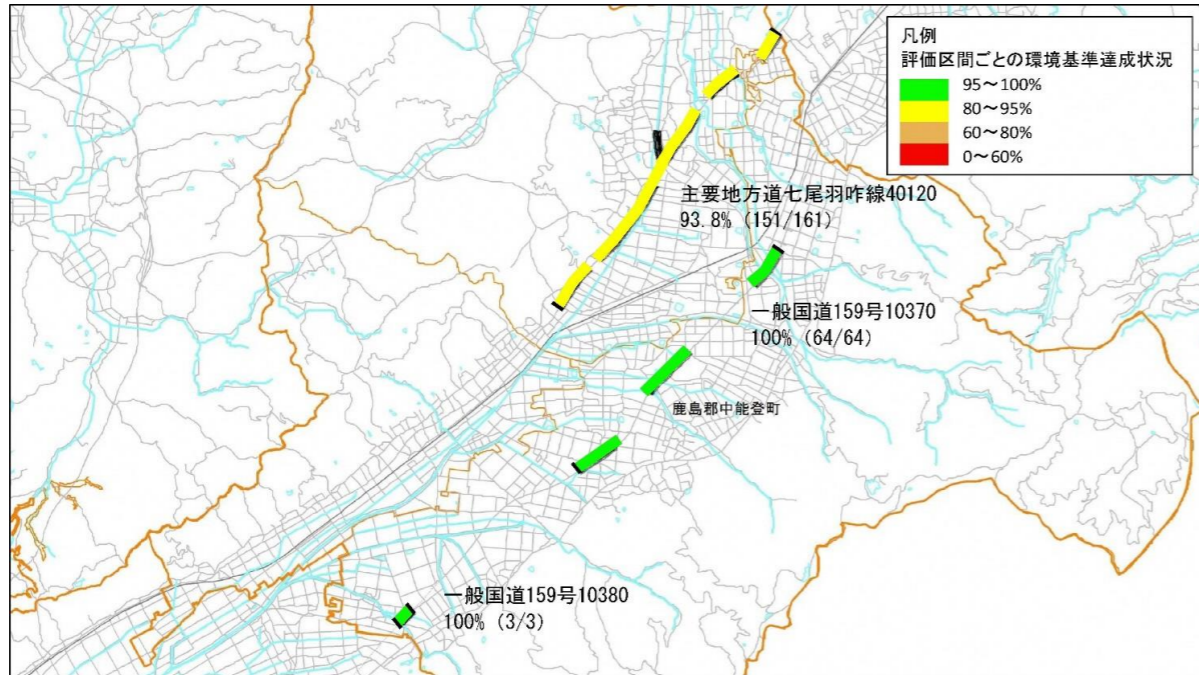 凡例
評価区間ごとの環境基準達成状況
95～100%
80～95%
60～80%
0～60%
主要地方道七尾羽咋線40120
93.8% (151/161)
一般国道159号10370
100% (64/64)
鹿島郡中能登町
一般国道159号10380
100% (3/3)